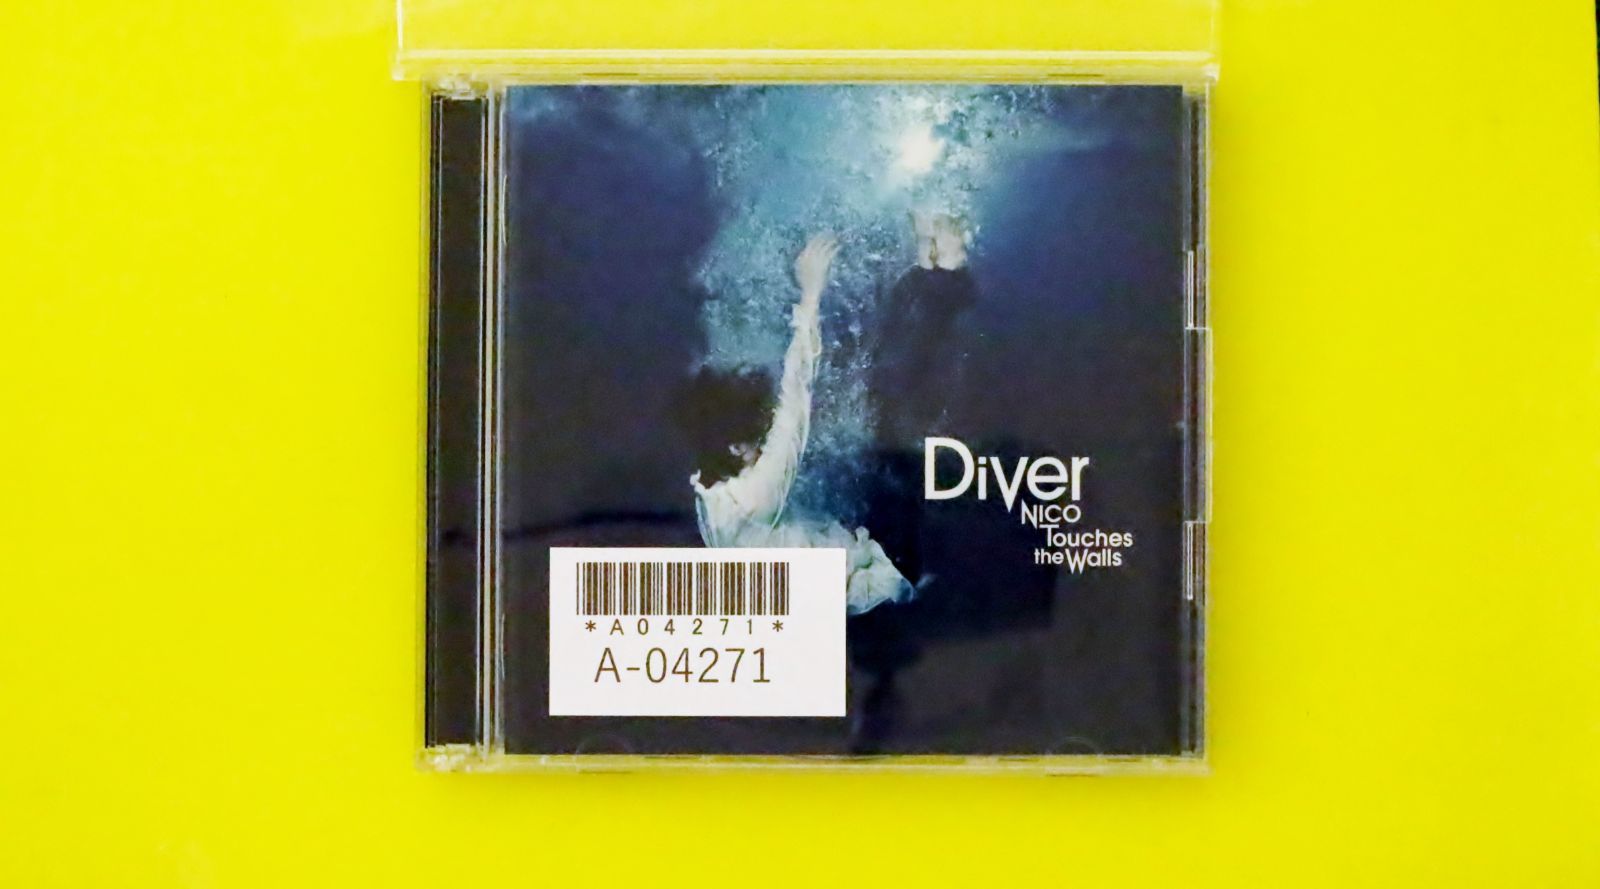 Diver
NICO
Touches
the Walls
*A04271*
A-04271